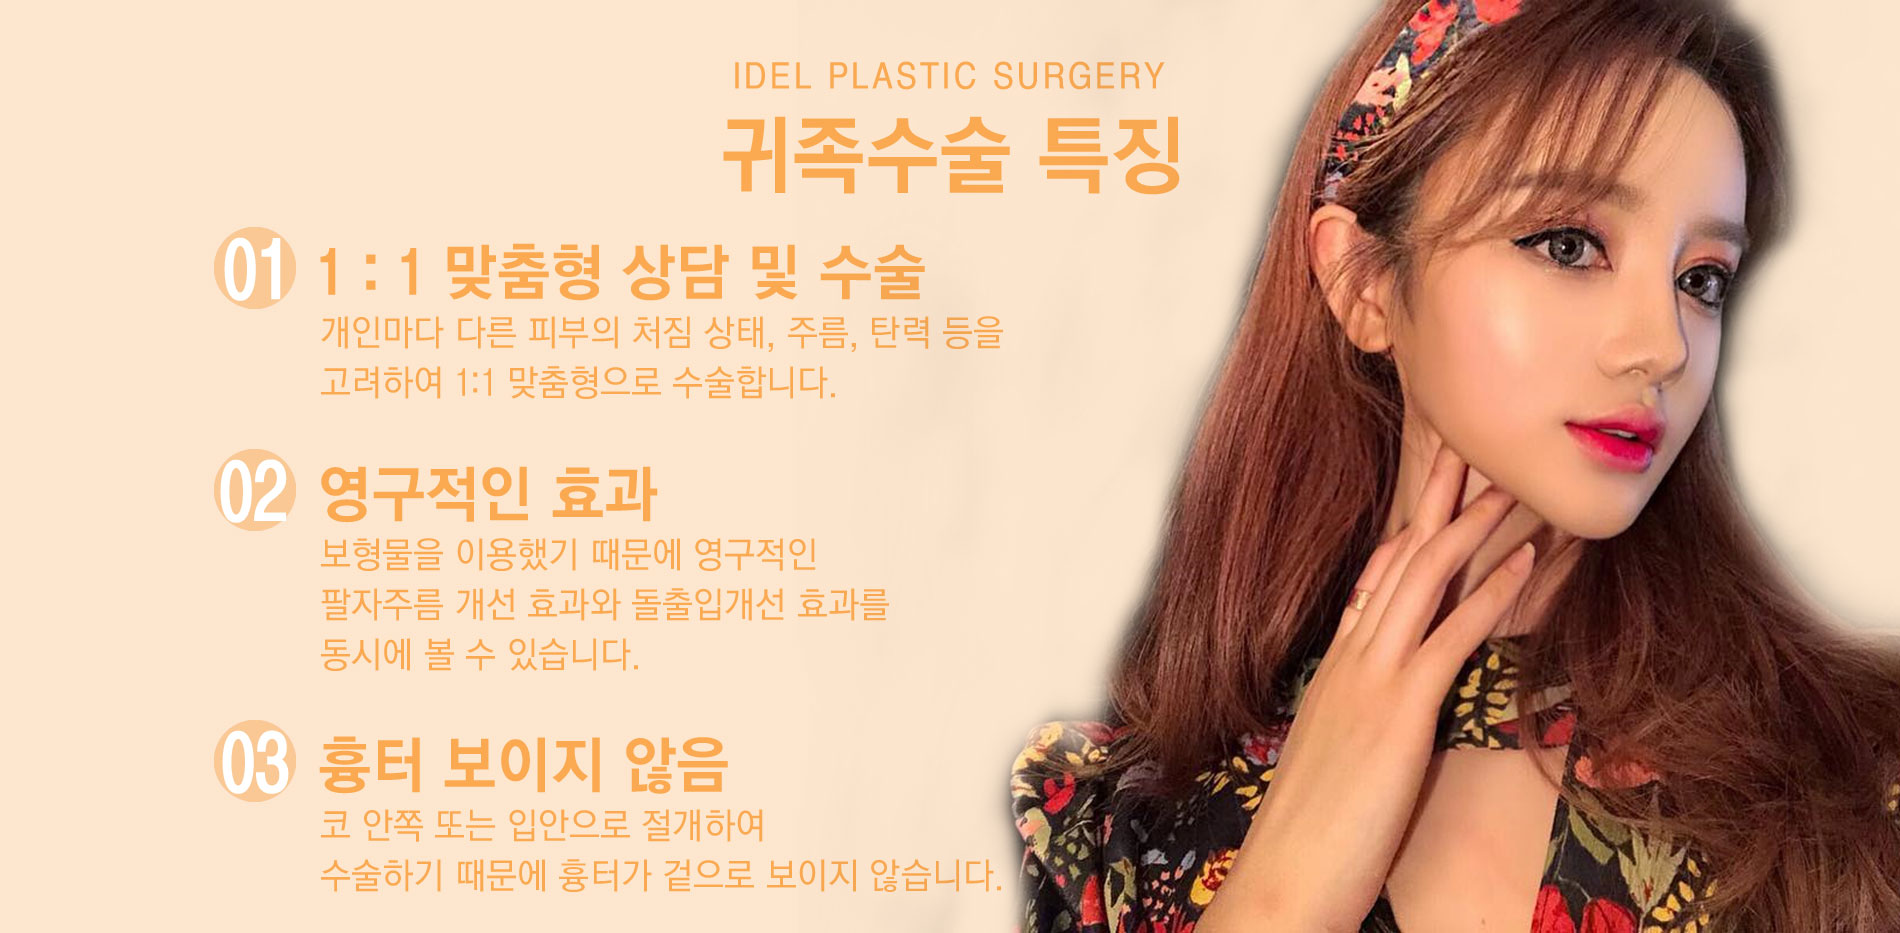 IDEL PLASTIC SURGERY
귀족수술 특징
01 1 : 1 맞춤형 상담 및 수술
개인마다 다른 피부의 처짐 상태, 주름, 탄력 등을
고려하여 1:1 맞춤형으로 수술합니다.
02 영구적인 효과
보형물을 이용했기 때문에 영구적인
팔자주름 개선 효과와 돌출입개선 효과를
동시에 볼 수 있습니다.
03 흉터 보이지 않음
코 안쪽 또는 입안으로 절개하여
수술하기 때문에 흉터가 겉으로 보이지 않습니다.